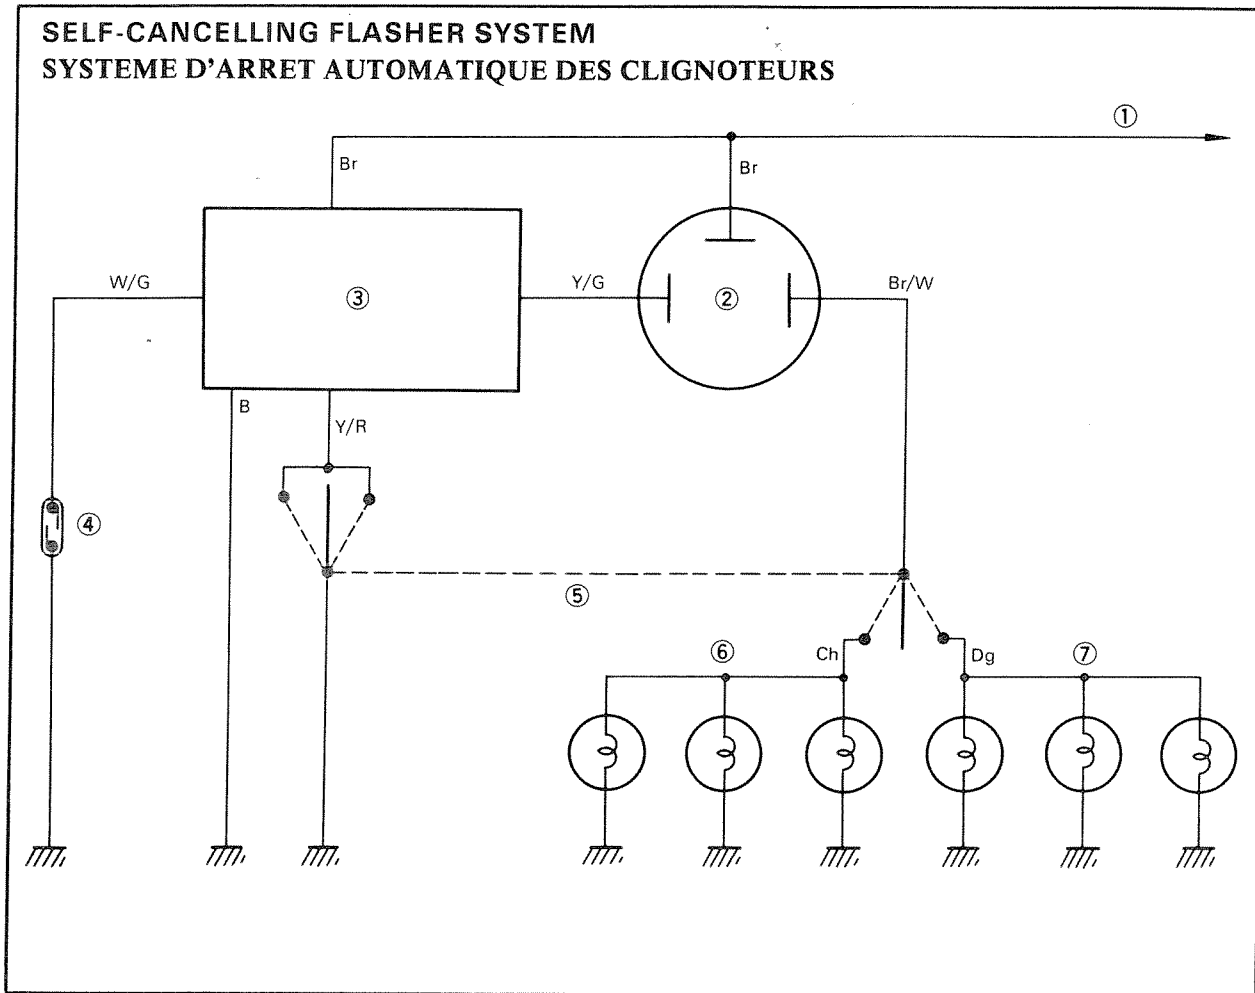 SELF-CANCELLING FLASHER SYSTEM
SYSTEME D'ARRET AUTOMATIQUE DES CLIGNOTEURS
①
Br
Br
W/G
③
Y/G
②
Br/W
B
Y/R
④
⑤
⑥
Ch
Dg
⑦